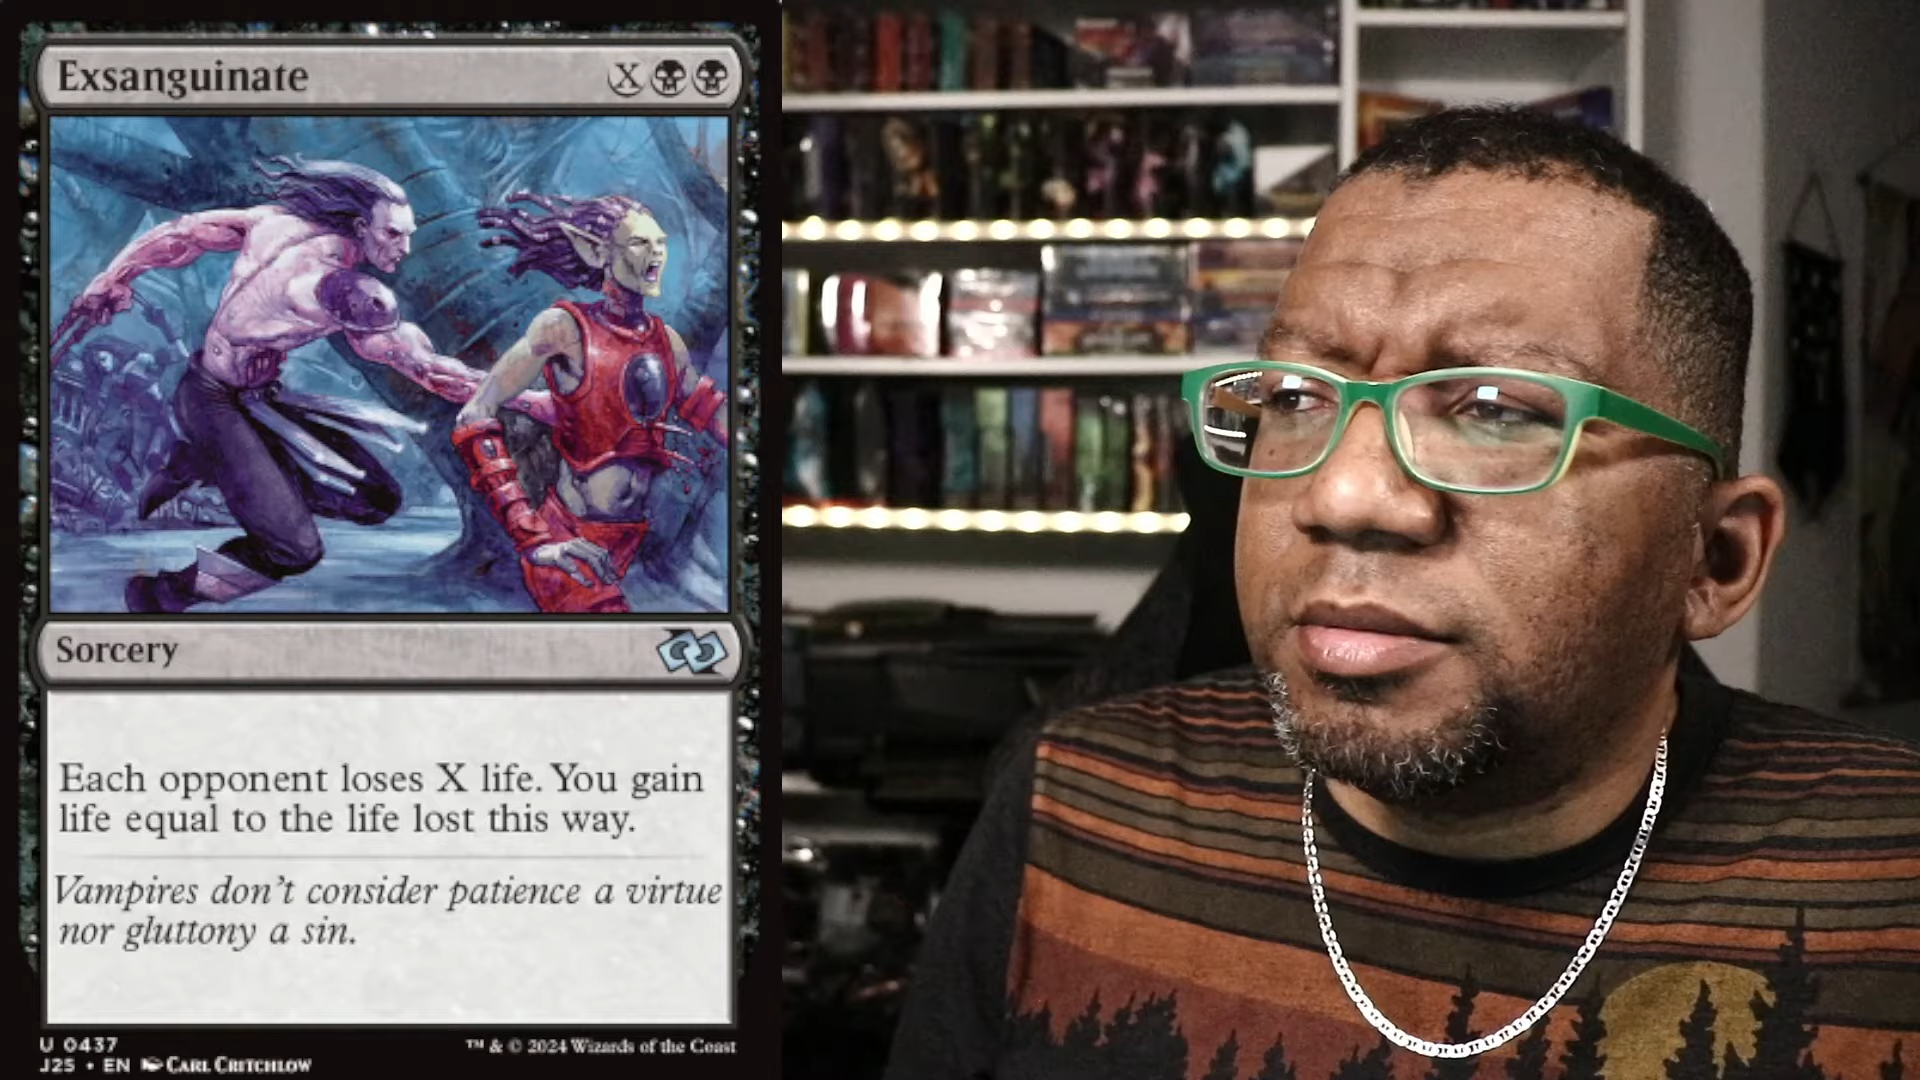 Exsanguinate X
Sorcery
Each opponent loses X life. You gain
life equal to the life lost this way.
Vampires don't consider patience a virtue
nor gluttony a sin.
U 0437
J25 • EN Carl Critchlow
™ & © 2024 Wizards of the Coast